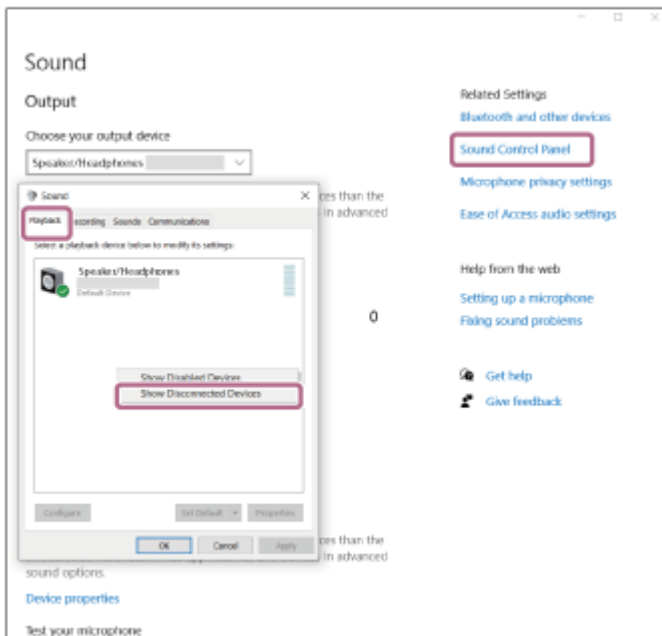 Sound
Output
Choose your output device
Speaker/Headphones
ces than the
in advanced
Sound
Playback
ecording
Sounds
Communications
Select a playback device below to modify its settings:
Speaker/Headphones
Default Device
Show Disabled Devices
Show Disconnected Devices
Configure
Set Default
Properties
OK
Cancel
Apply
0
ces than the
in advanced
sound options.
Device properties
Test your microphone
Related Settings
Bluetooth and other devices
Sound Control Panel
Microphone privacy settings
Ease of Access audio settings
Help from the web
Setting up a microphone
Fixing sound problems
Get help
Give feedback